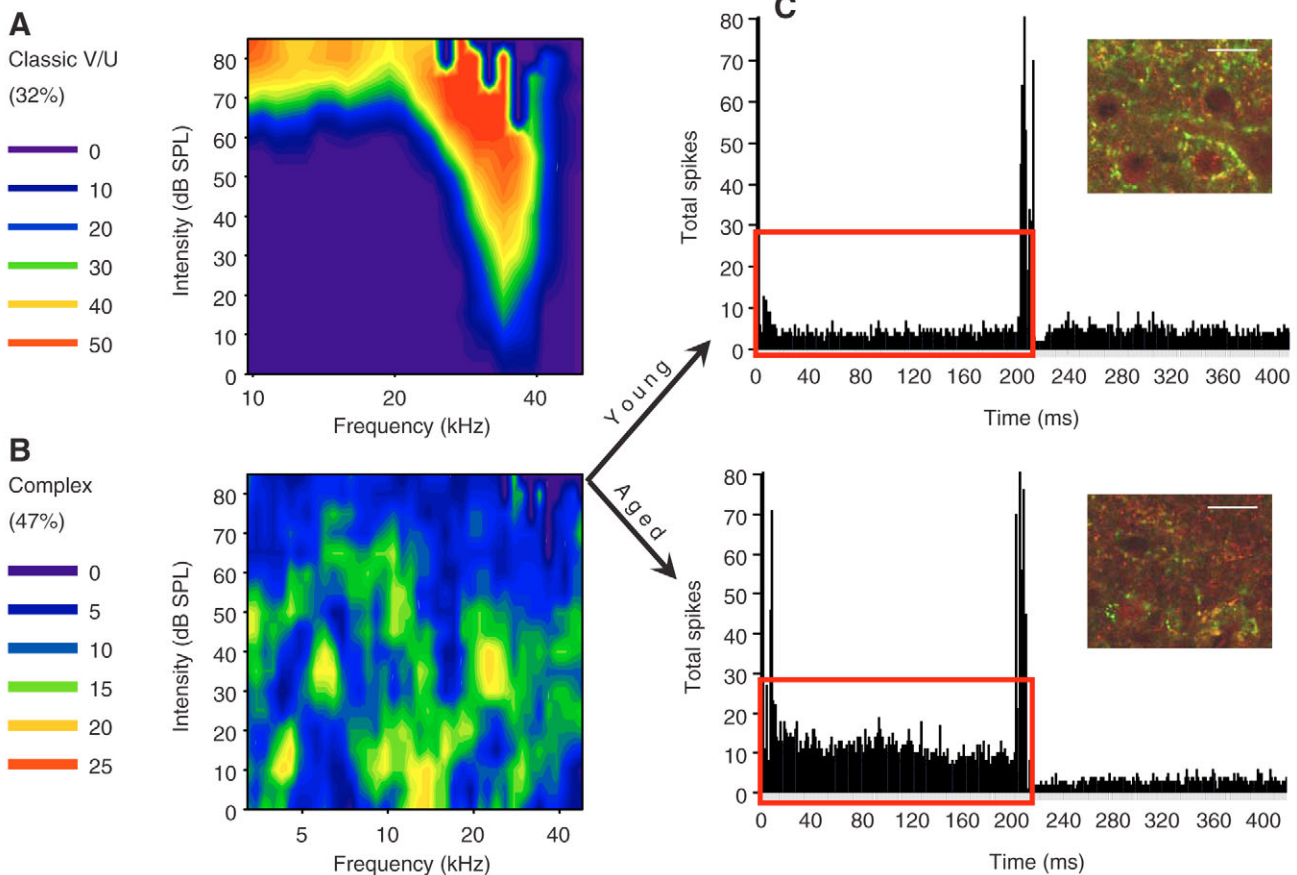 A
Classic V/U
(32%)
0
10
20
30
40
50
Intensity (dB SPL)
80
70
60
50
40
30
20
10
0
10 20 40
Frequency (kHz)
B
Complex
(47%)
0
5
10
15
20
25
Intensity (dB SPL)
80
70
60
50
40
30
20
10
0
5 10 20 40
Frequency (kHz)
Young
Aged
C
Total spikes
80
70
60
50
40
30
20
10
0
0 40 80 120 160 200 240 280 320 360 400
Time (ms)
Total spikes
80
70
60
50
40
30
20
10
0
0 40 80 120 160 200 240 280 320 360 400
Time (ms)